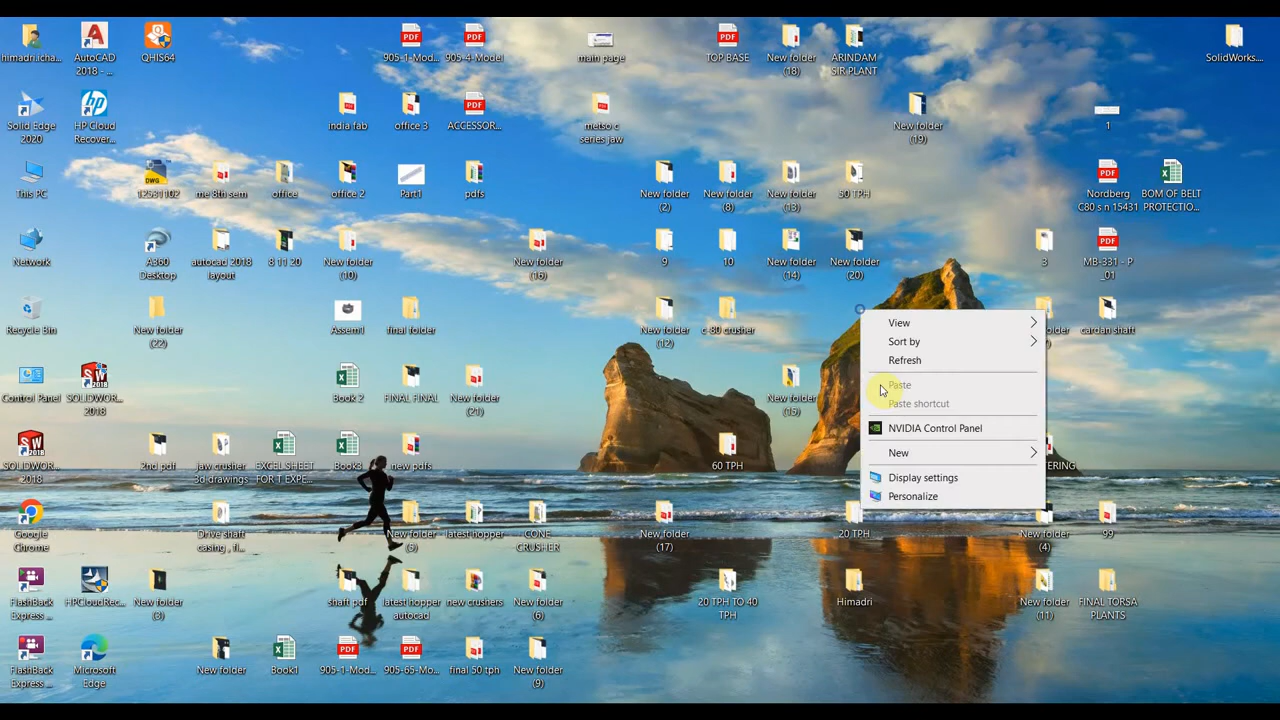 himadri.icha...
AutoCAD
2018 - ...
QHIS64
905-1-Mod...
905-4-Model
main page
TOP BASE
New folder
(18)
ARINDAM
SIR PLANT
SolidWorks....
Solid Edge
2020
HP Cloud
Recover...
india fab
office 3
ACCESSOR...
metso c
series jaw
New folder
(19)
1
This PC
12531102
me 8th sem
office
office 2
Part1
pdfs
New folder
(2)
New folder
(8)
New folder
(13)
50 TPH
Nordberg
C80 s n 15431
BOM OF BELT
PROTECTIO...
Network
A360
Desktop
autocad 2018
layout
8 11 20
New folder
(10)
New folder
(16)
9
10
New folder
(14)
New folder
(20)
3
MB-331 - P
_01
Recycle Bin
New folder
(22)
Assem1
final folder
New folder
(12)
c-80 crusher
cardan shaft
View
Sort by
Refresh
Paste
Paste shortcut
NVIDIA Control Panel
New
Display settings
Personalize
Control Panel
SOLIDWOR...
2018
Book 2
FINAL FINAL
New folder
(21)
New folder
(15)
SOLIDWO...
2018
2nd pdf
jaw crusher
3d drawings
EXCEL SHEET
FOR T EXPE...
Book3
new pdfs
60 TPH
Google
Chrome
Drive shaft
casing , fl...
New folder
(5)
latest hopper
CONE
CRUSHER
New folder
(17)
20 TPH
New folder
(4)
99
FlashBack
Express ...
HPCloudRec...
New folder
(3)
shaft pdf
latest hopper
autocad
new crushers
New folder
(6)
20 TPH TO 40
TPH
Himadri
New folder
(11)
FINAL TORSA
PLANTS
FlashBack
Express ...
Microsoft
Edge
New folder
Book1
905-1-Mod...
905-65-Mo...
final 50 tph
New folder
(9)